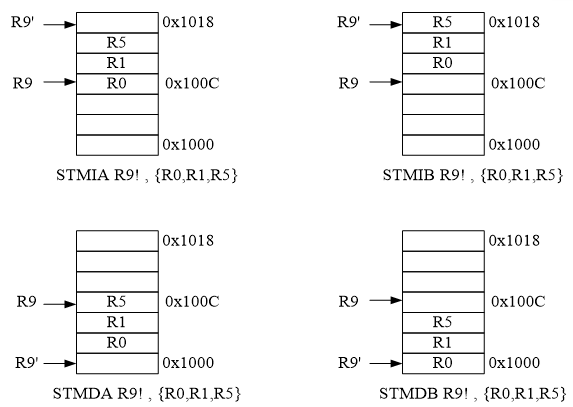 R9' 0x1018
R5
R1
R9 R0 0x100C
0x1000
STMIA R9! , {R0,R1,R5}
R9' R5 0x1018
R1
R0
R9 0x100C
0x1000
STMIB R9! , {R0,R1,R5}
0x1018
R9 R5 0x100C
R1
R0
R9' 0x1000
STMDA R9! , {R0,R1,R5}
0x1018
R9 0x100C
R5
R1
R9' R0 0x1000
STMDB R9! , {R0,R1,R5}